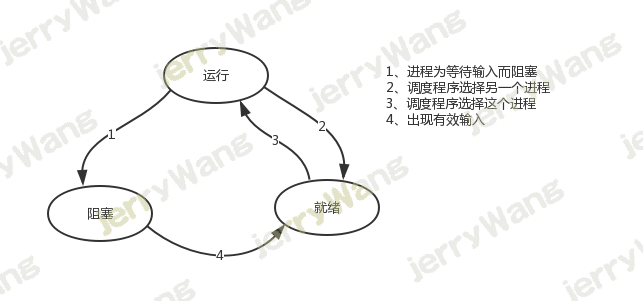 运行
1、进程为等待输入而阻塞
2、调度程序选择另一个进程
3、调度程序选择这个进程
4、出现有效输入
1
2
3
阻塞
就绪
4
jerryWang
jerryWang
jerryWang
jerryWang
jerryWang
jerryWang
jerryWang